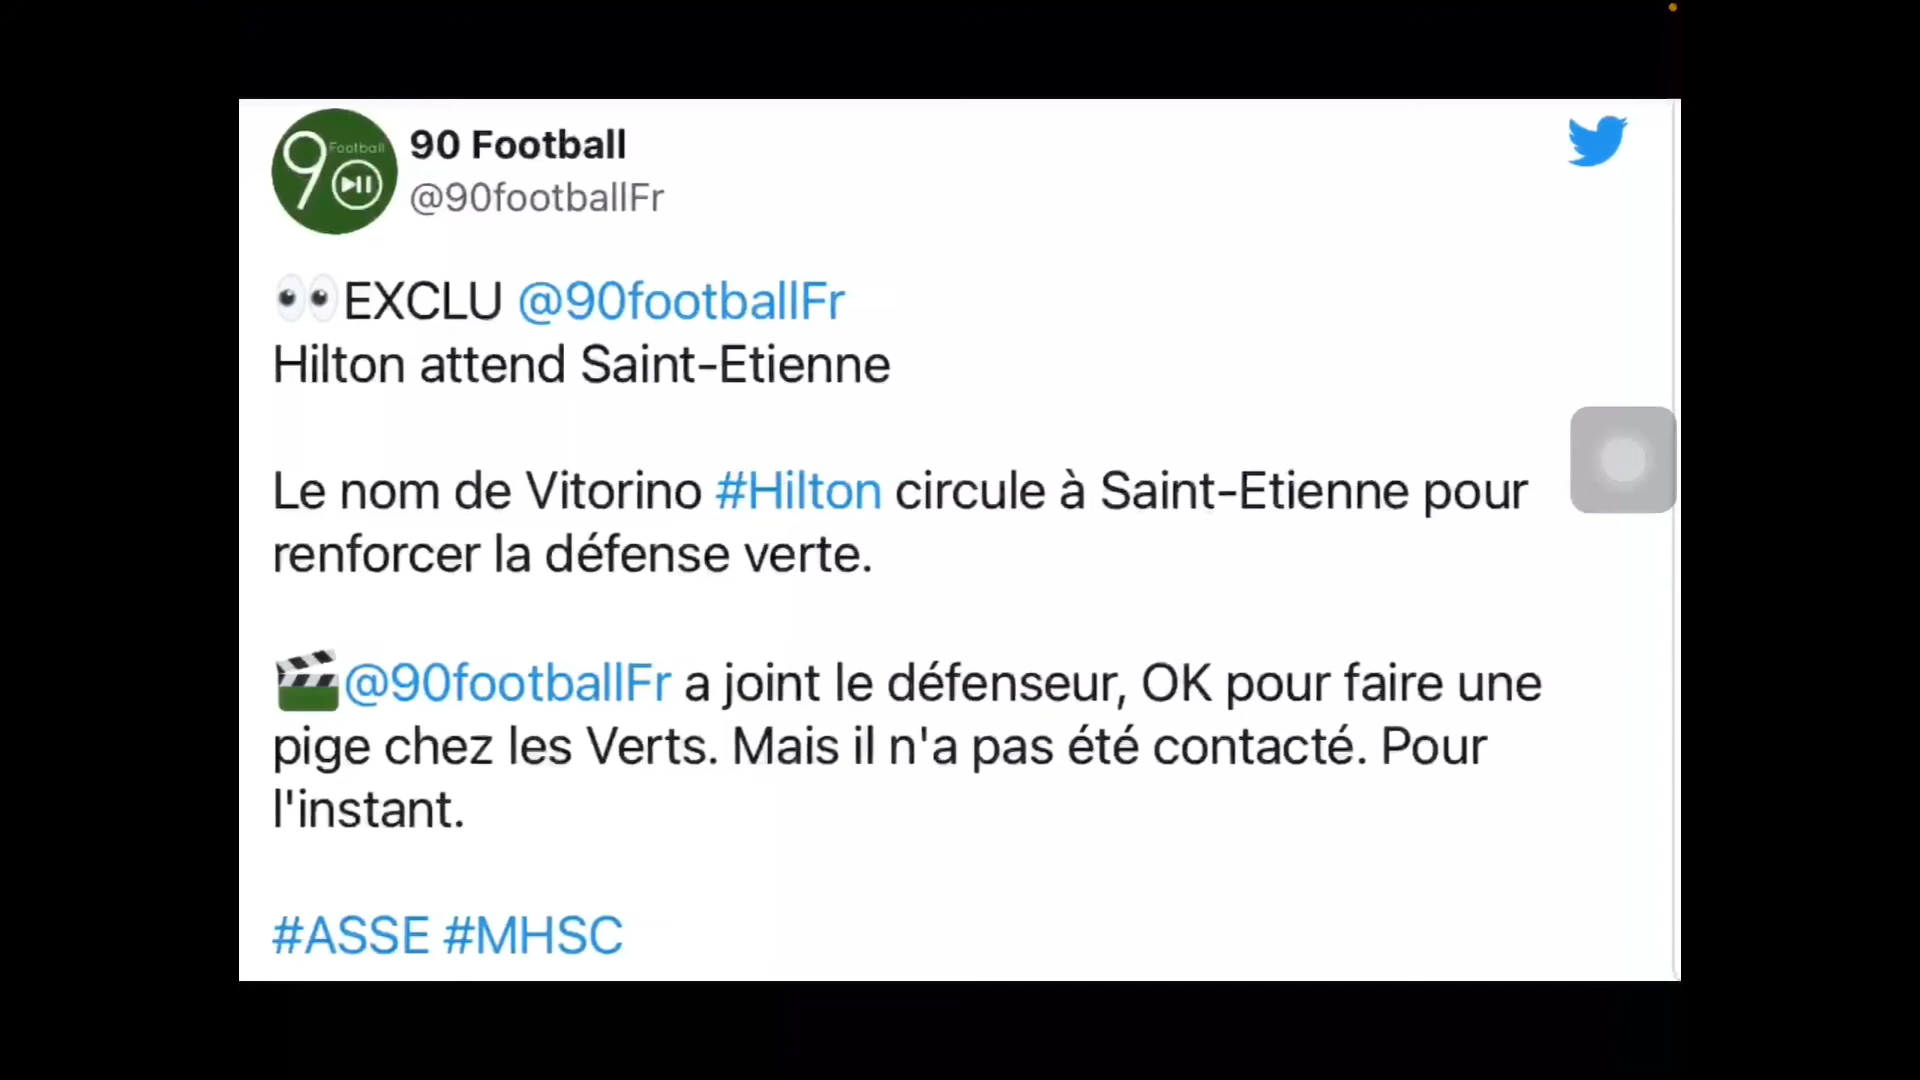 90 Football
90 Football
@90footballFr
👀EXCLU @90footballFr
Hilton attend Saint-Etienne
Le nom de Vitorino #Hilton circule à Saint-Etienne pour
renforcer la défense verte.
🎬@90footballFr a joint le défenseur, OK pour faire une
pige chez les Verts. Mais il n'a pas été contacté. Pour
l'instant.
#ASSE #MHSC